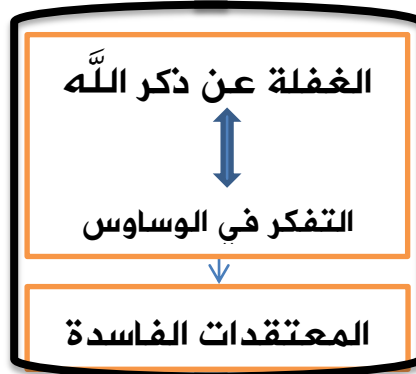 الغفلة عن ذكر اللَّه
التفكر في الوساوس
المعتقدات الفاسدة